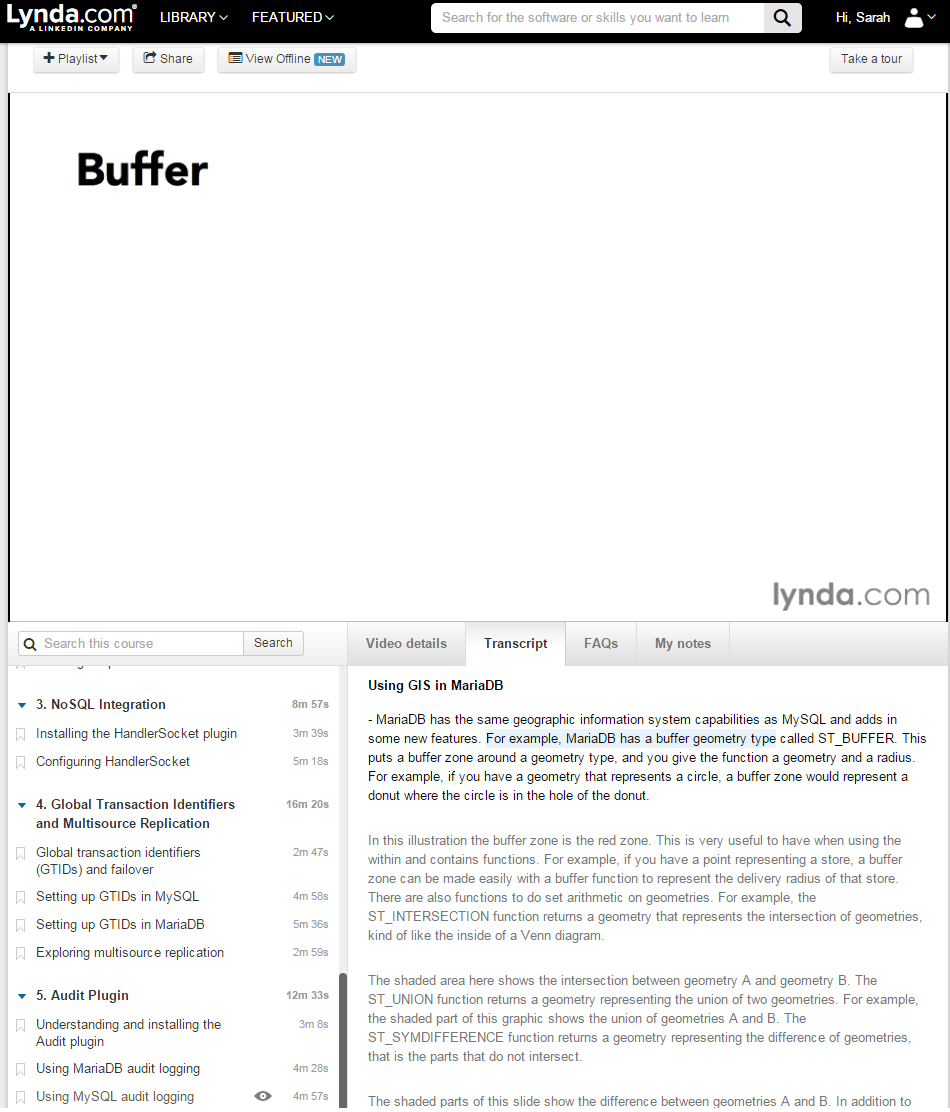 Lynda.com®
A LINKEDIN COMPANY
LIBRARY
FEATURED
Search for the software or skills you want to learn
Hi, Sarah
Playlist
Share
View Offline NEW
Take a tour
Buffer
lynda.com
Search this course
Search
Video details
Transcript
FAQs
My notes
3. NoSQL Integration 8m 57s
Installing the HandlerSocket plugin 3m 39s
Configuring HandlerSocket 5m 18s
4. Global Transaction Identifiers 16m 20s
and Multisource Replication
Global transaction identifiers 2m 47s
(GTIDs) and failover
Setting up GTIDs in MySQL 4m 58s
Setting up GTIDs in MariaDB 5m 36s
Exploring multisource replication 2m 59s
5. Audit Plugin 12m 33s
Understanding and installing the 3m 8s
Audit plugin
Using MariaDB audit logging 4m 28s
Using MySQL audit logging 4m 57s
Using GIS in MariaDB
- MariaDB has the same geographic information system capabilities as MySQL and adds in
some new features. For example, MariaDB has a buffer geometry type called ST_BUFFER. This
puts a buffer zone around a geometry type, and you give the function a geometry and a radius.
For example, if you have a geometry that represents a circle, a buffer zone would represent a
donut where the circle is in the hole of the donut.
In this illustration the buffer zone is the red zone. This is very useful to have when using the
within and contains functions. For example, if you have a point representing a store, a buffer
zone can be made easily with a buffer function to represent the delivery radius of that store.
There are also functions to do set arithmetic on geometries. For example, the
ST_INTERSECTION function returns a geometry that represents the intersection of geometries,
kind of like the inside of a Venn diagram.
The shaded area here shows the intersection between geometry A and geometry B. The
ST_UNION function returns a geometry representing the union of two geometries. For example,
the shaded part of this graphic shows the union of geometries A and B. The
ST_SYMDIFFERENCE function returns a geometry representing the difference of geometries,
that is the parts that do not intersect.
The shaded parts of this slide show the difference between geometries A and B. In addition to